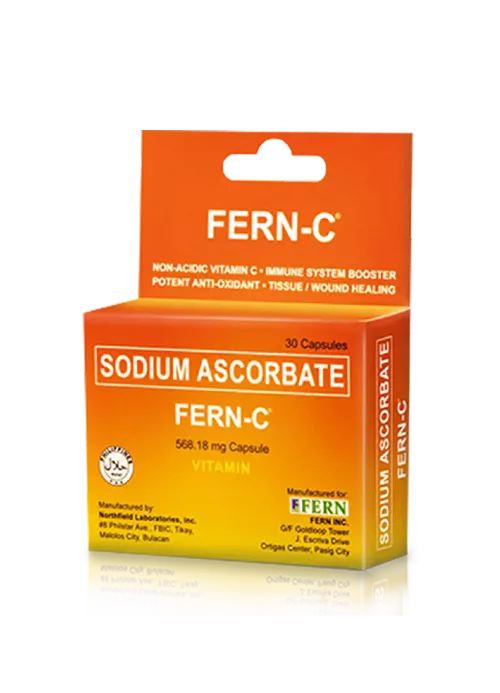 FERN-C®
NON-ACIDIC VITAMIN C • IMMUNE SYSTEM BOOSTER
POTENT ANTI-OXIDANT • TISSUE / WOUND HEALING
30 Capsules
SODIUM ASCORBATE
FERN-C®
568.18 mg Capsule
VITAMIN
PHILIPPINES
حلال
Manufactured by:
Northfield Laboratories, Inc.
#8 Philstar Ave., FBIC, Tikay,
Malolos City, Bulacan
Manufactured for:
FERN
FERN INC.
G/F Goldloop Tower
J. Escriva Drive
Ortigas Center, Pasig City
SODIUM ASCORBATE
FERN-C®